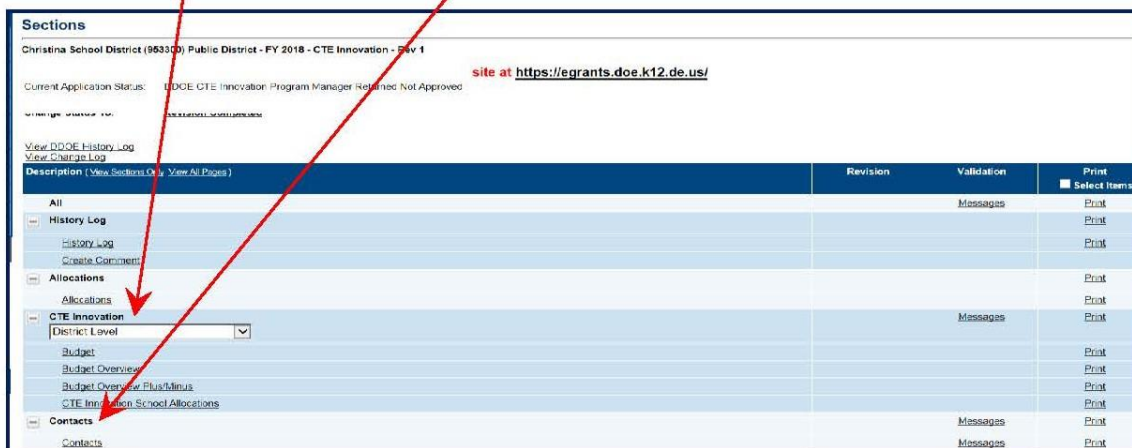 Sections
Christina School District (953300) Public District - FY 2018 - CTE Innovation - Rev 1
site at https://egrants.doe.k12.de.us/
Current Application Status: DDOE CTE Innovation Program Manager Returned Not Approved
Change Status To: Revision Completed
View DDOE History Log
View Change Log
Description ( View Sections Only View All Pages ) Revision Validation Print
Select Items
All Messages Print
History Log Print
History Log Print
Create Comment
Allocations Print
Allocations Print
CTE Innovation Messages Print
District Level
Budget Print
Budget Overview Print
Budget Overview Plus/Minus Print
CTE Innovation School Allocations Print
Contacts Messages Print
Contacts Messages Print